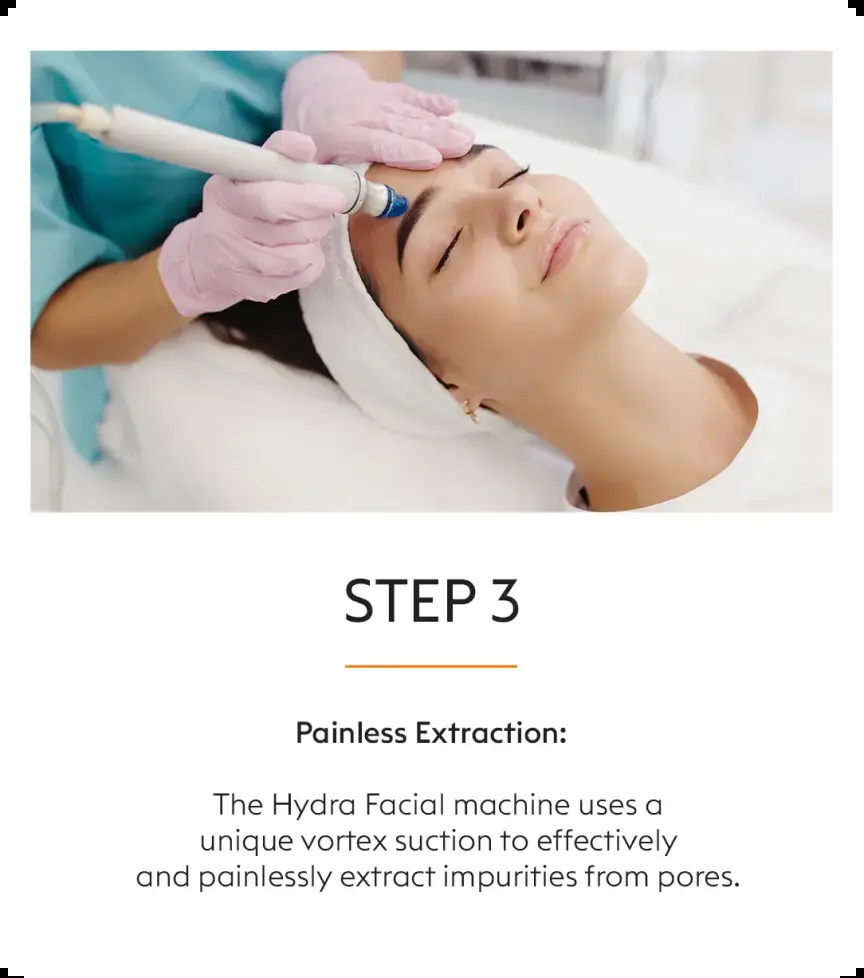 STEP 3
Painless Extraction:
The Hydra Facial machine uses a
unique vortex suction to effectively
and painlessly extract impurities from pores.